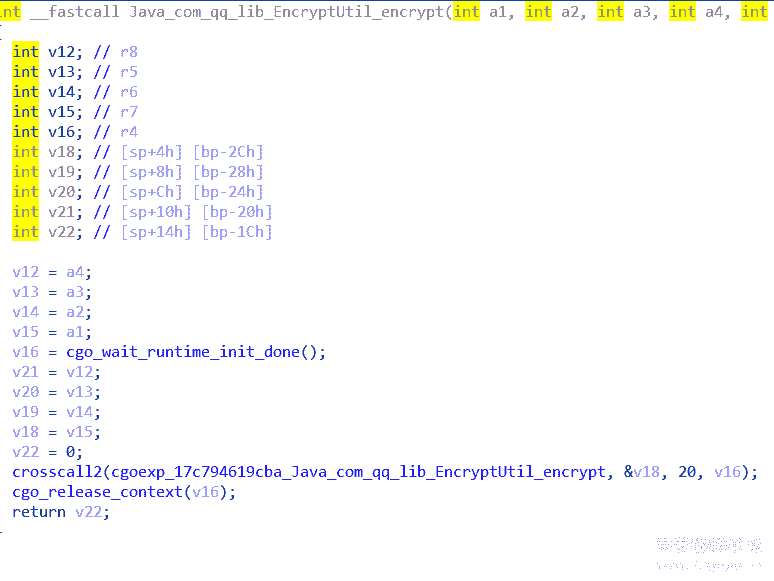 int __fastcall Java_com_qq_lib_EncryptUtil_encrypt(int a1, int a2, int a3, int a4, int
int v12; // r8
int v13; // r5
int v14; // r6
int v15; // r7
int v16; // r4
int v18; // [sp+4h] [bp-2Ch]
int v19; // [sp+8h] [bp-28h]
int v20; // [sp+Ch] [bp-24h]
int v21; // [sp+10h] [bp-20h]
int v22; // [sp+14h] [bp-1Ch]
v12 = a4;
v13 = a3;
v14 = a2;
v15 = a1;
v16 = cgo_wait_runtime_init_done();
v21 = v12;
v20 = v13;
v19 = v14;
v18 = v15;
v22 = 0;
crosscall2(cgoexp_17c794619cba_Java_com_qq_lib_EncryptUtil_encrypt, &v18, 20, v16);
cgo_release_context(v16);
return v22;